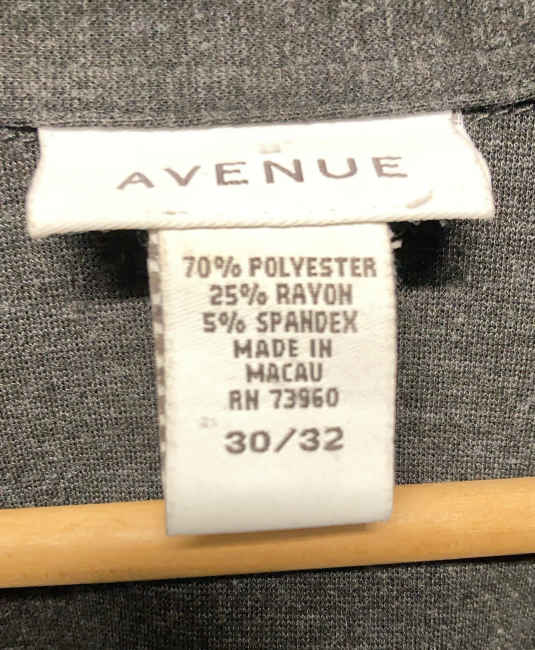 AVENUE
70% POLYESTER
25% RAYON
5% SPANDEX
MADE IN
MACAU
RN 73960
30/32